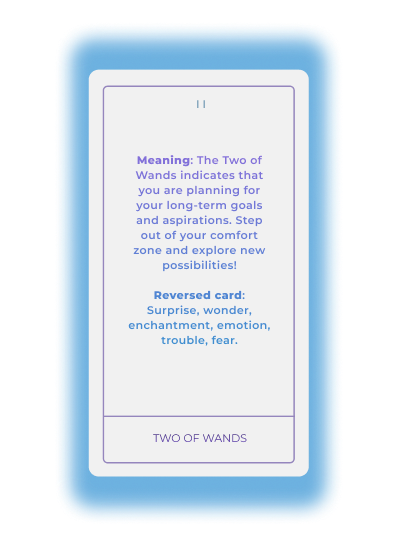 II
Meaning: The Two of
Wands indicates that
you are planning for
your long-term goals
and aspirations. Step
out of your comfort
zone and explore new
possibilities!
Reversed card:
Surprise, wonder,
enchantment, emotion,
trouble, fear.
TWO OF WANDS